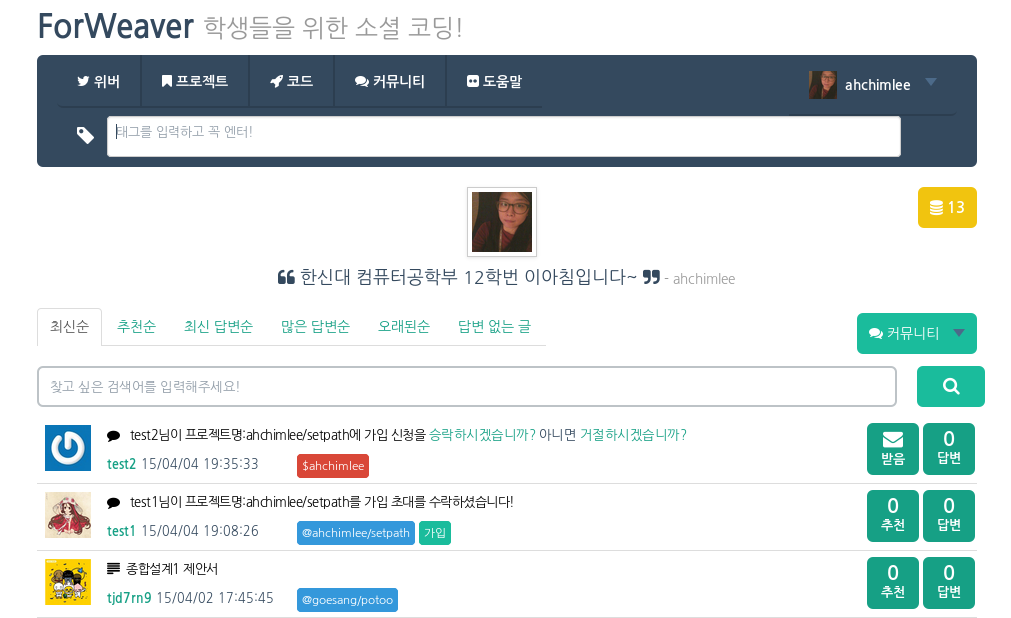 ForWeaver 학생들을 위한 소셜 코딩!
위버 프로젝트 코드 커뮤니티 도움말 ahchimlee
태그를 입력하고 꼭 엔터!
13
한신대 컴퓨터공학부 12학번 이아침입니다~ - ahchimlee
최신순 추천순 최신 답변순 많은 답변순 오래된순 답변 없는 글 커뮤니티
찾고 싶은 검색어를 입력해주세요!
test2님이 프로젝트명:ahchimlee/setpath에 가입 신청을 승락하시겠습니까? 아니면 거절하시겠습니까?
test2 15/04/04 19:35:33 $ahchimlee
받음 0 답변
test1님이 프로젝트명:ahchimlee/setpath를 가입 초대를 수락하셨습니다!
test1 15/04/04 19:08:26 @ahchimlee/setpath 가입
0 추천 0 답변
종합설계1 제안서
tjd7rn9 15/04/02 17:45:45 @goesang/potoo
0 추천 0 답변